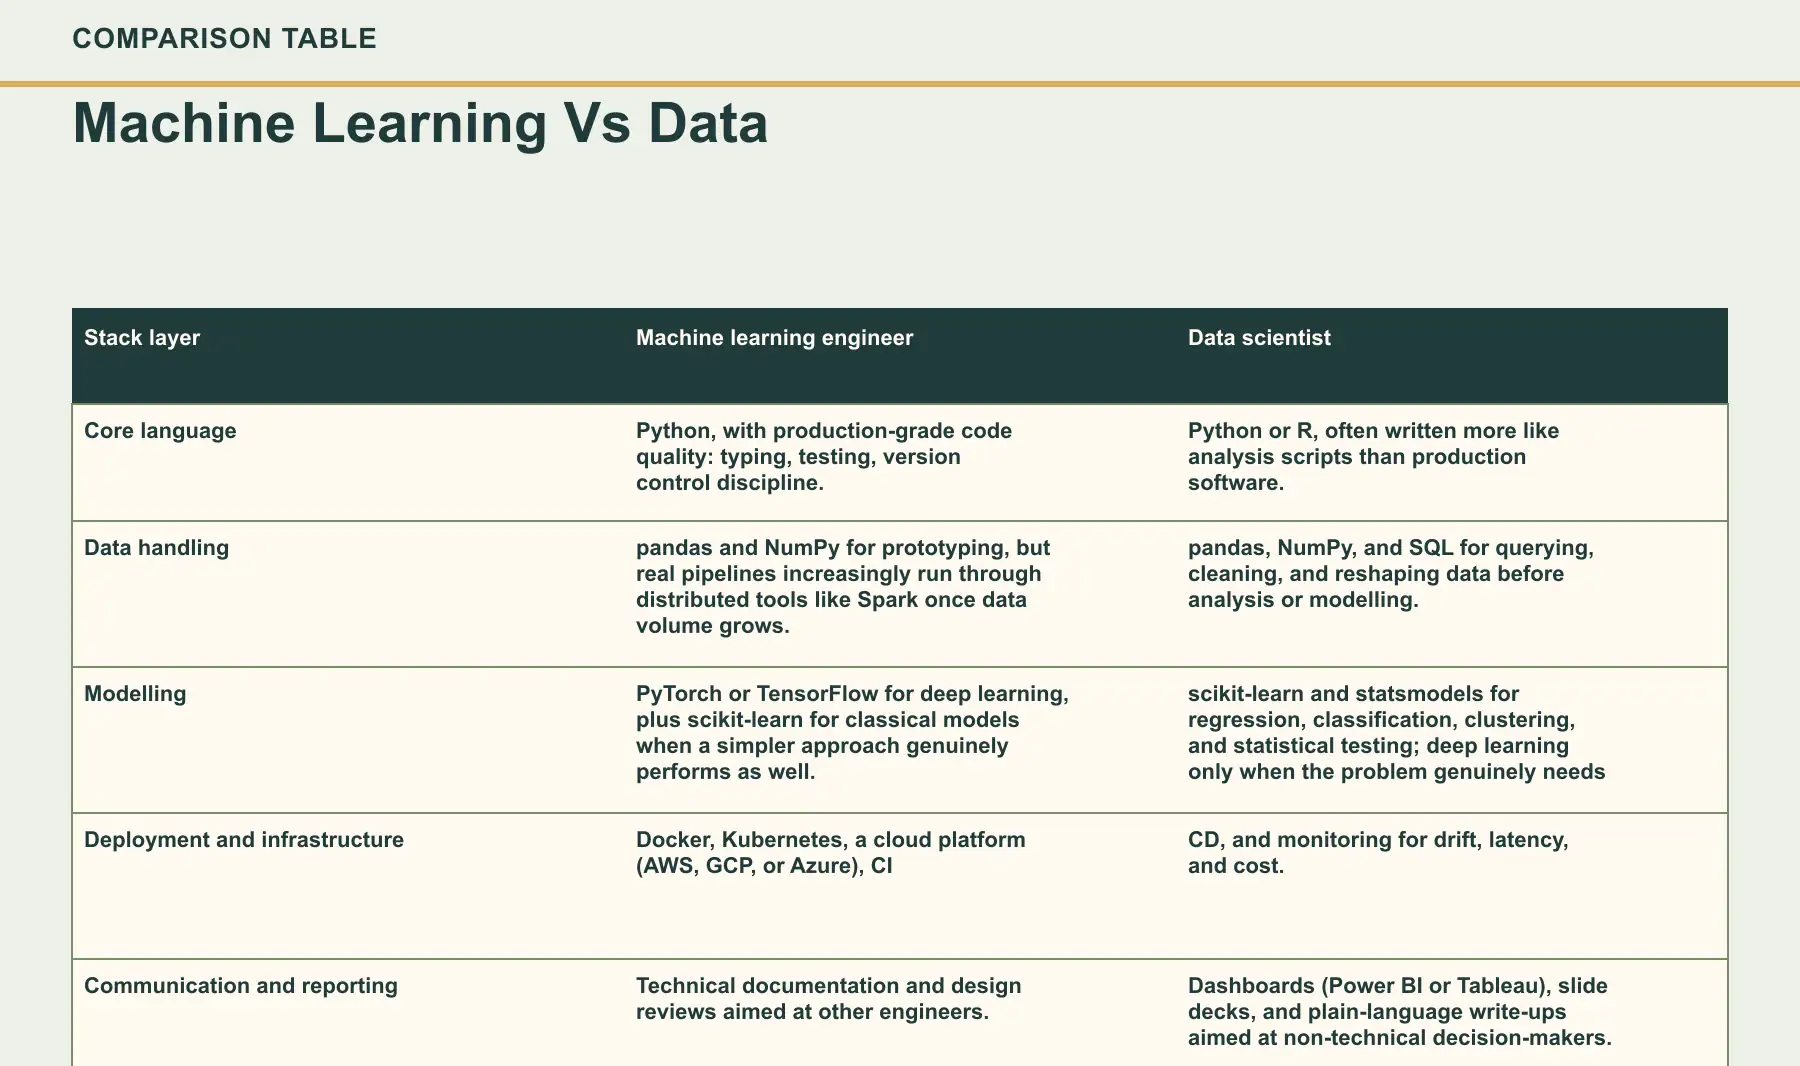 COMPARISON TABLE
Machine Learning Vs Data
Stack layer
Machine learning engineer
Data scientist
Core language
Python, with production-grade code
quality: typing, testing, version
control discipline.
Python or R, often written more like
analysis scripts than production
software.
Data handling
pandas and NumPy for prototyping, but
real pipelines increasingly run through
distributed tools like Spark once data
volume grows.
pandas, NumPy, and SQL for querying,
cleaning, and reshaping data before
analysis or modelling.
Modelling
PyTorch or TensorFlow for deep learning,
plus scikit-learn for classical models
when a simpler approach genuinely
performs as well.
scikit-learn and statsmodels for
regression, classification, clustering,
and statistical testing; deep learning
only when the problem genuinely needs
Deployment and infrastructure
Docker, Kubernetes, a cloud platform
(AWS, GCP, or Azure), CI
CD, and monitoring for drift, latency,
and cost.
Communication and reporting
Technical documentation and design
reviews aimed at other engineers.
Dashboards (Power BI or Tableau), slide
decks, and plain-language write-ups
aimed at non-technical decision-makers.